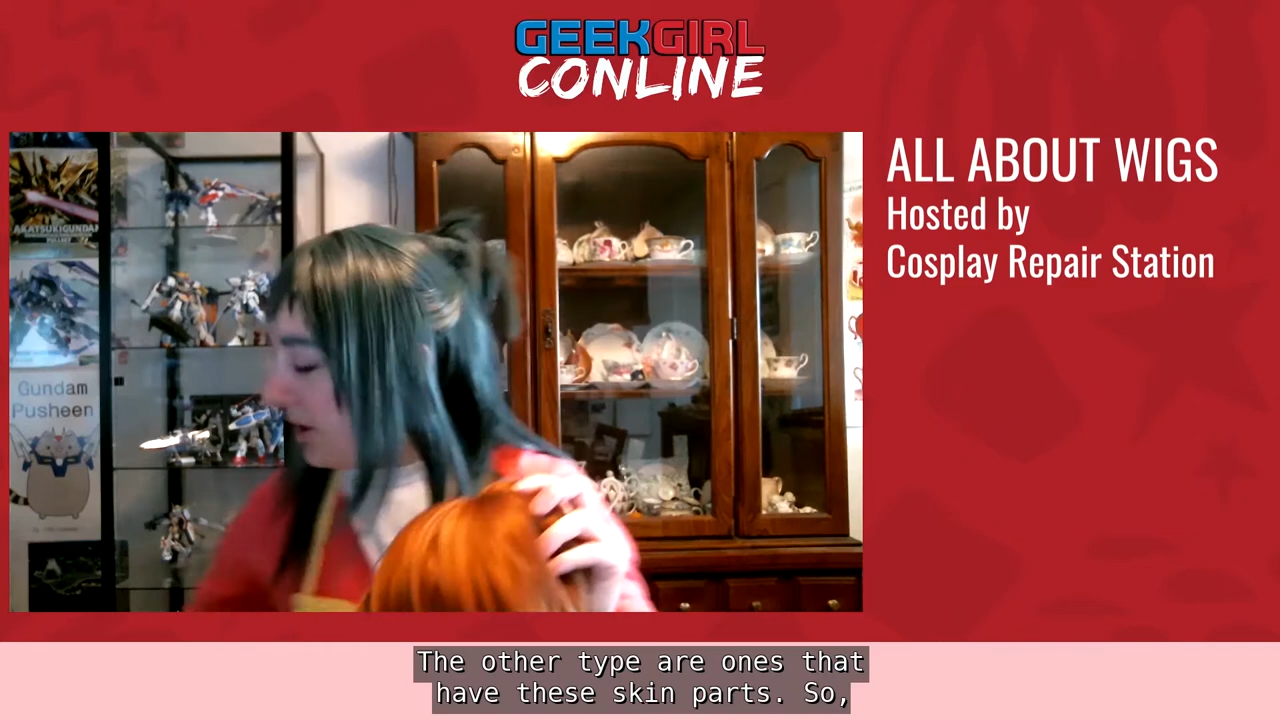 GEEKGIRL
CONLINE
ALL ABOUT WIGS
Hosted by
Cosplay Repair Station
AKATSUKIGUNDAM
Gundam
Pusheen
The other type are ones that
have these skin parts. So,